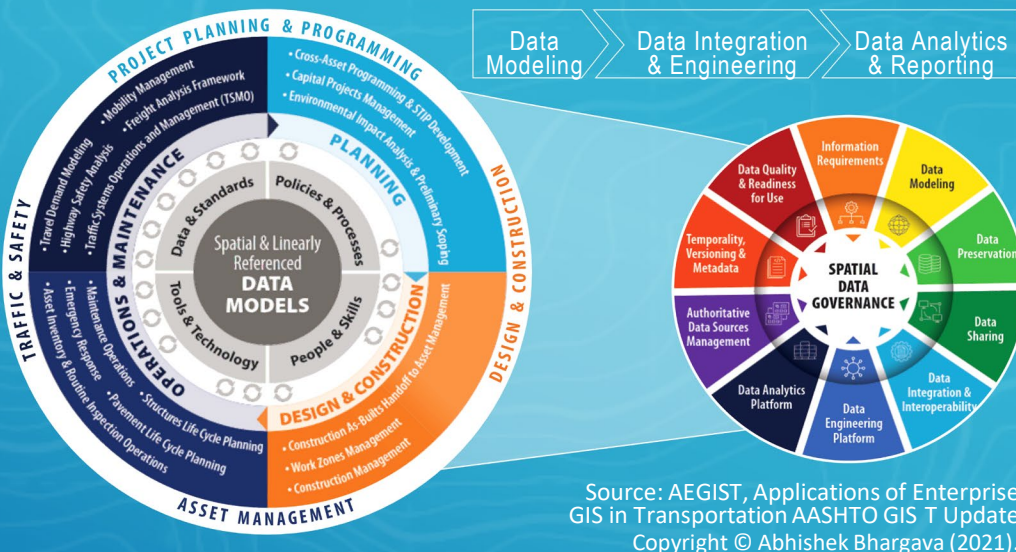 Data
Modeling
Data Integration
& Engineering
Data Analytics
& Reporting
PROJECT PLANNING & PROGRAMMING
DESIGN & CONSTRUCTION
ASSET MANAGEMENT
TRAFFIC & SAFETY
• Mobility Management
• Freight Analysis Framework
• Travel Demand Modeling
• Highway Safety Analysis
• Traffic Systems Operations and Management (TSMO)
• Cross-Asset Programming & STIP Development
• Capital Projects Management
• Environmental Impact Analysis & Preliminary Scoping
• Construction As-Builts Handoff to Asset Management
• Work Zones Management
• Construction Management
• Structures Life Cycle Planning
• Pavement Life Cycle Planning
• Maintenance Operations
• Emergency Response
• Asset Inventory & Routine Inspection Operations
PLANNING
DESIGN & CONSTRUCTION
OPERATIONS & MAINTENANCE
Data & Standards
Policies & Processes
People & Skills
Tools & Technology
Spatial & Linearly
Referenced
DATA
MODELS
Information
Requirements
Data
Modeling
Data
Preservation
Data
Sharing
Data
Integration &
Interoperability
Data
Engineering
Platform
Data Analytics
Platform
Authoritative
Data Sources
Management
Temporality,
Versioning &
Metadata
Data Quality
& Readiness
for Use
SPATIAL
DATA
GOVERNANCE
Source: AEGIST, Applications of Enterprise
GIS in Transportation AASHTO GIS T Update
Copyright © Abhishek Bhargava (2021).